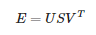 E = USV^T